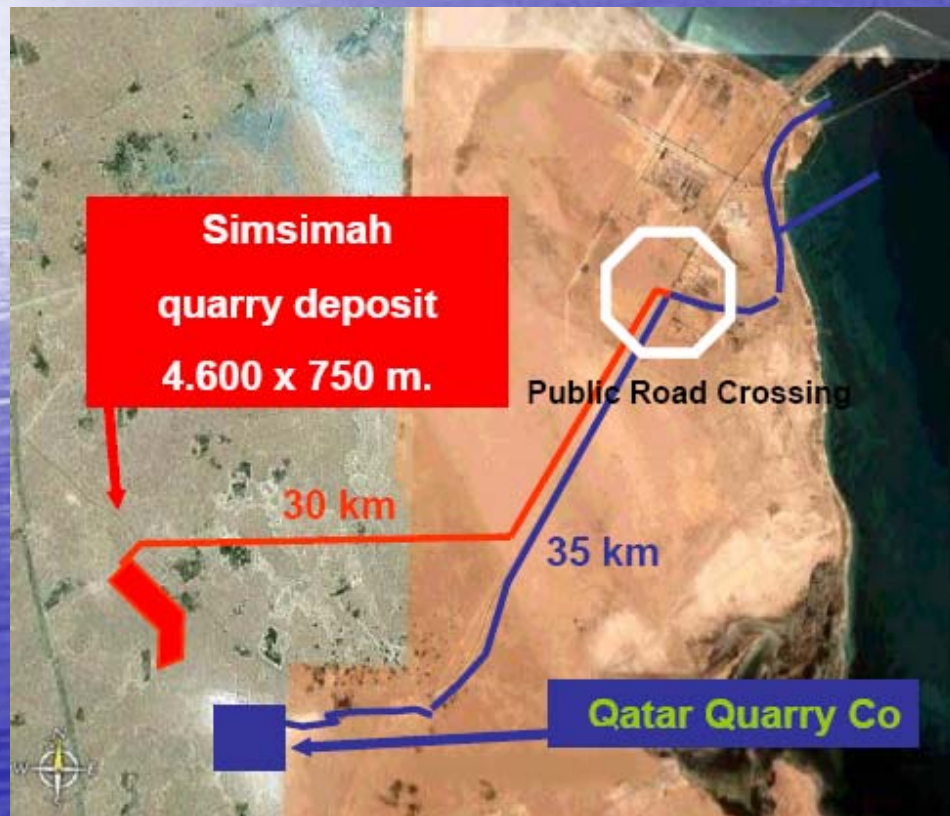 Simsimah
quarry deposit
4.600 x 750 m.
Public Road Crossing
30 km
35 km
Qatar Quarry Co
N
W
E